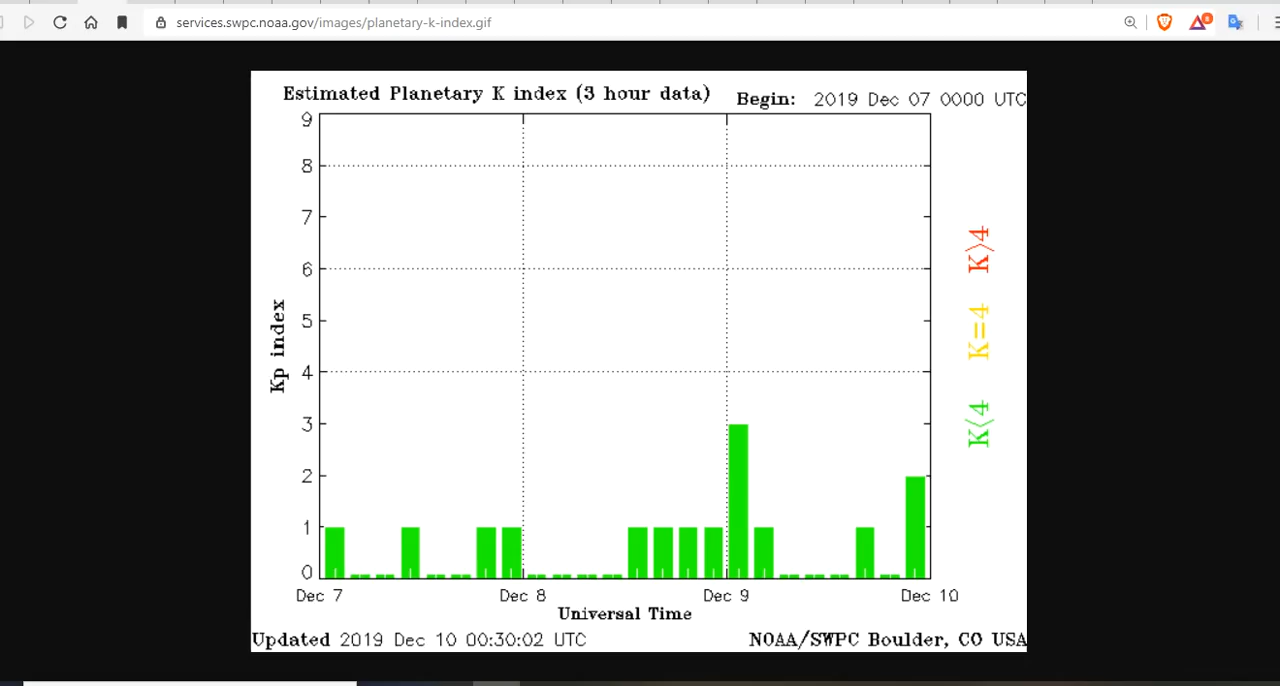 services.swpc.noaa.gov/images/planetary-k-index.gif
6
Estimated Planetary K index (3 hour data)
Begin: 2019 Dec 07 0000 UTC
9
8
7
6
5
4
3
2
1
0
Kp index
K>4
K=4
K<4
Dec 7
Dec 8
Dec 9
Dec 10
Universal Time
Updated 2019 Dec 10 00:30:02 UTC
NOAA/SWPC Boulder, CO USA